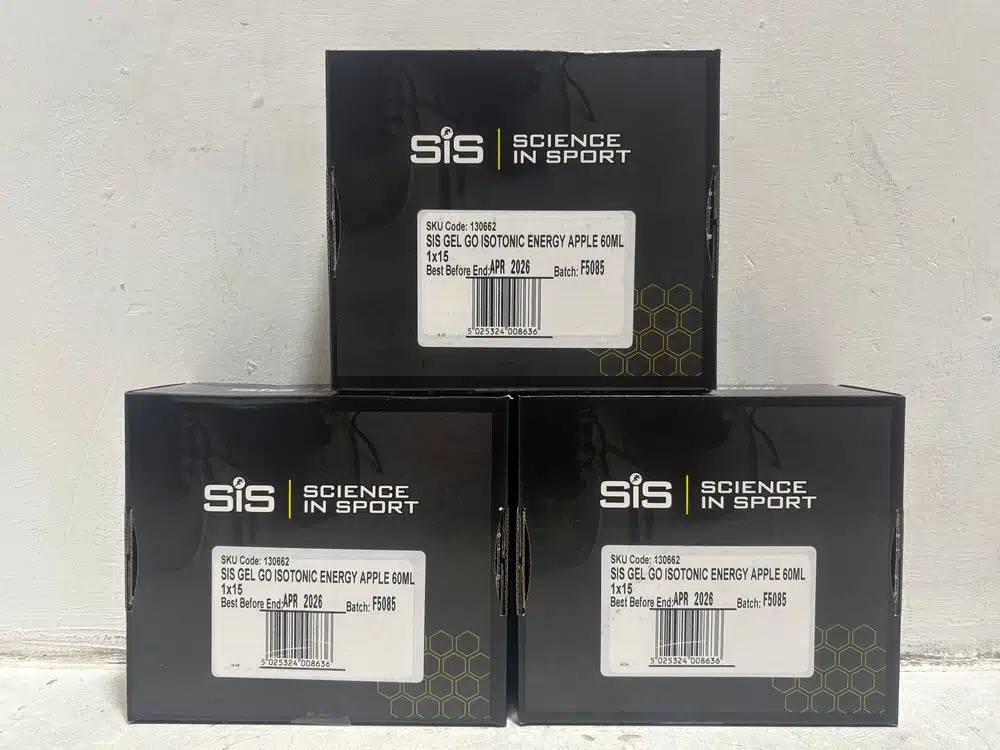 SiS SCIENCE
IN SPORT
SKU Code: 130662
SIS GEL GO ISOTONIC ENERGY APPLE 60ML
1x15
Best Before End: APR 2026 Batch: F5085
5 025324 008636
SiS SCIENCE
IN SPORT
SKU Code: 130662
SIS GEL GO ISOTONIC ENERGY APPLE 60ML
1x15
Best Before End: APR 2026 Batch: F5085
5 025324 008636
SiS SCIENCE
IN SPORT
SKU Code: 130662
SIS GEL GO ISOTONIC ENERGY APPLE 60ML
1x15
Best Before End: APR 2026 Batch: F5085
5 025324 008636